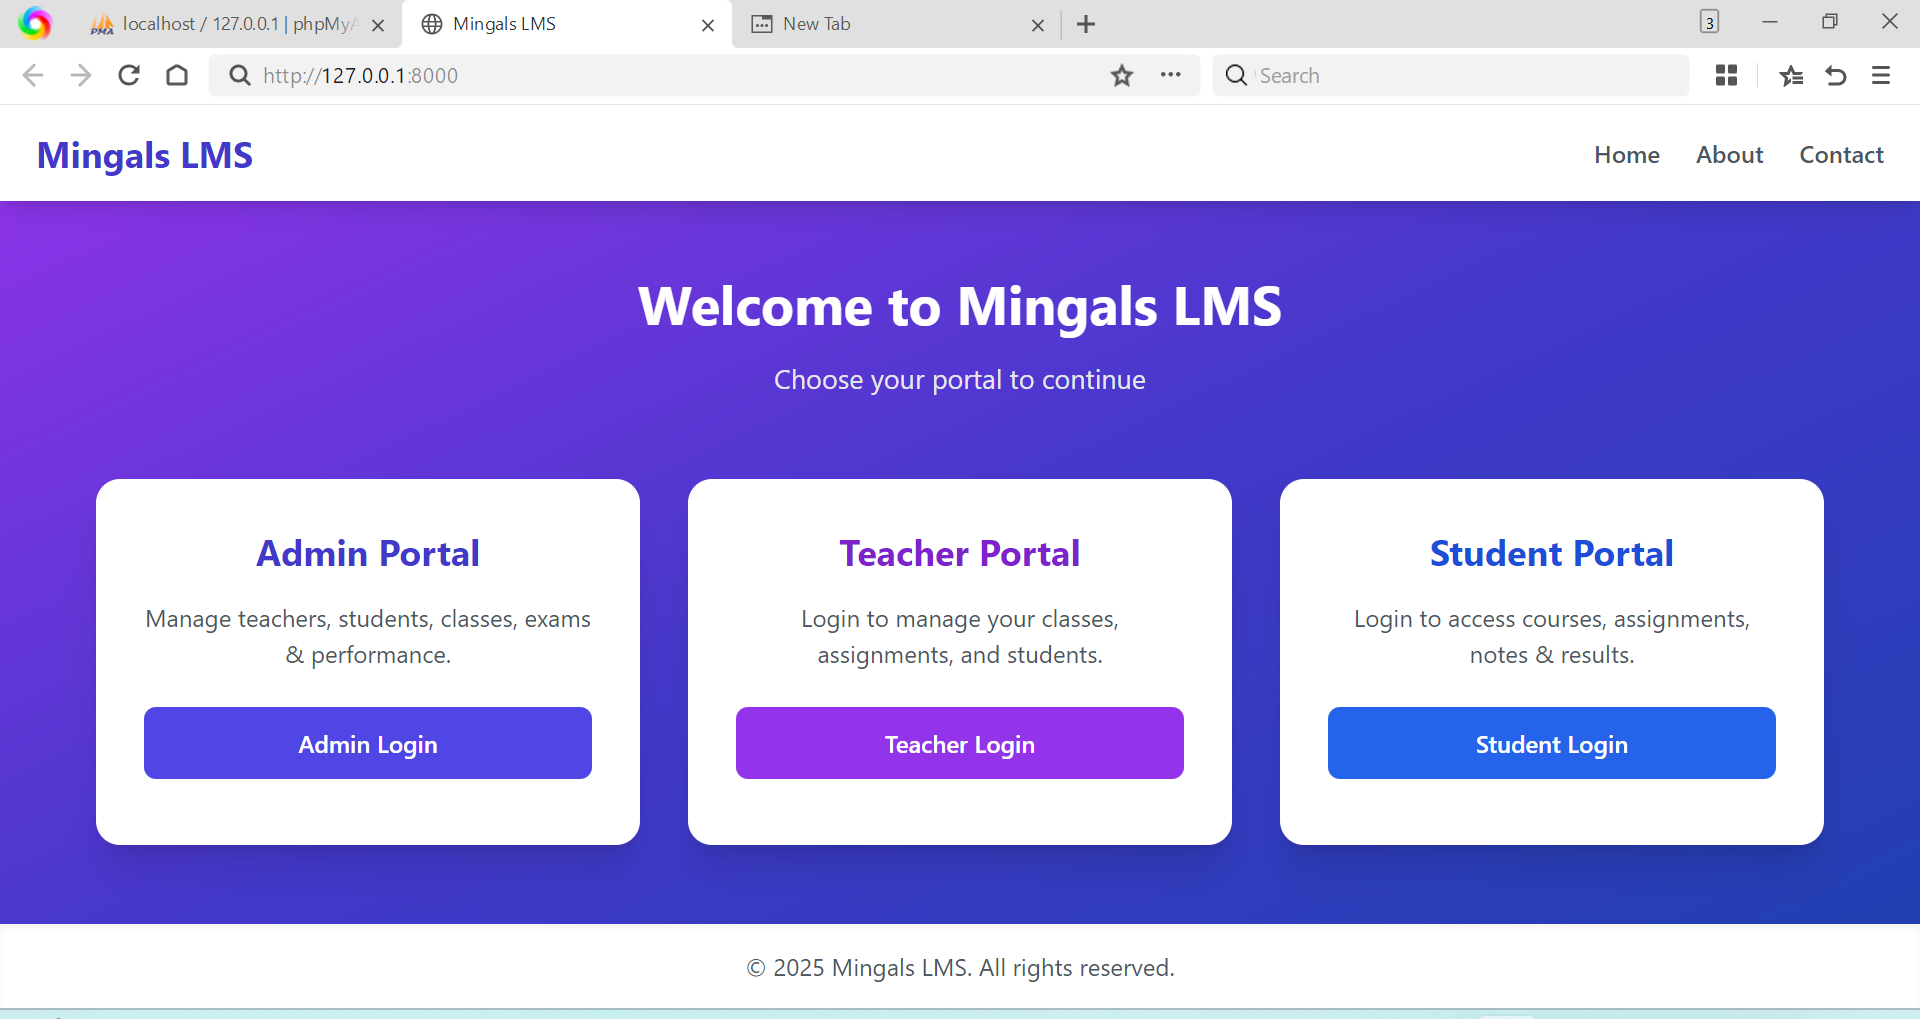 localhost / 127.0.0.1 | phpMyA
Mingals LMS
New Tab
3
http://127.0.0.1:8000
Search
Mingals LMS
Home
About
Contact
Welcome to Mingals LMS
Choose your portal to continue
Admin Portal
Manage teachers, students, classes, exams
& performance.
Admin Login
Teacher Portal
Login to manage your classes,
assignments, and students.
Teacher Login
Student Portal
Login to access courses, assignments,
notes & results.
Student Login
© 2025 Mingals LMS. All rights reserved.